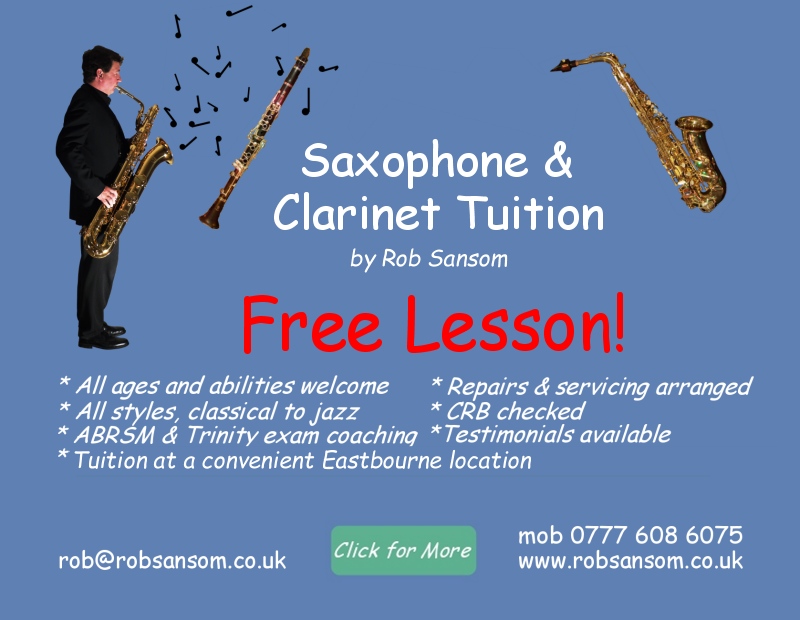 Saxophone &
Clarinet Tuition
by Rob Sansom
Free Lesson!
* All ages and abilities welcome
* All styles, classical to jazz
* ABRSM & Trinity exam coaching
* Tuition at a convenient Eastbourne location
* Repairs & servicing arranged
* CRB checked
*Testimonials available
rob@robsansom.co.uk
Click for More
mob 0777 608 6075
www.robsansom.co.uk